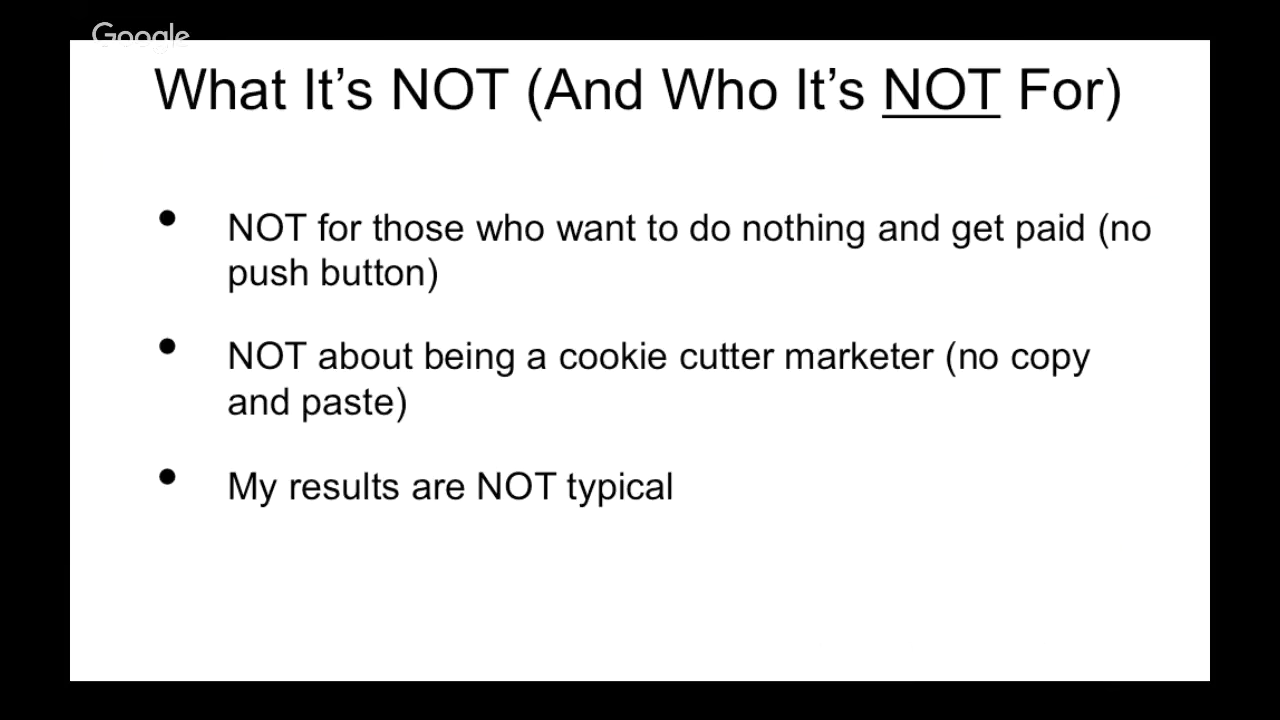 Google
What It’s NOT (And Who It’s NOT For)
• NOT for those who want to do nothing and get paid (no
push button)
• NOT about being a cookie cutter marketer (no copy
and paste)
• My results are NOT typical